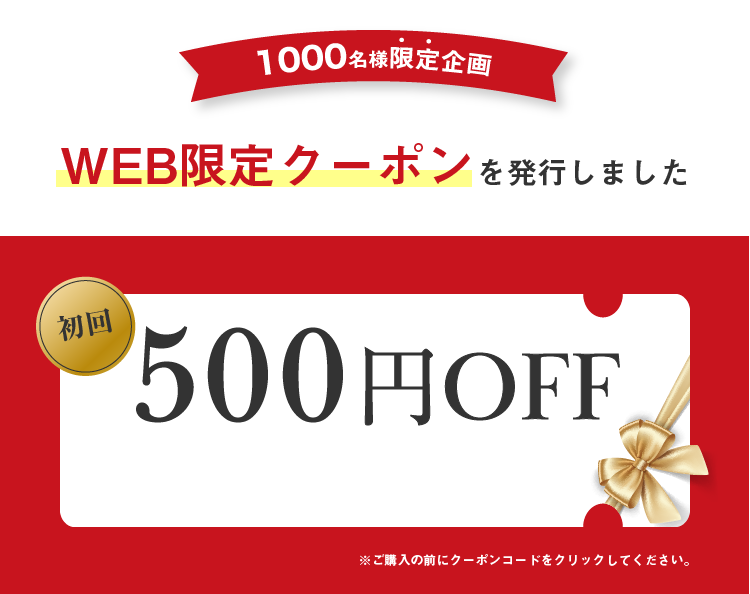 1000名様限定企画
WEB限定クーポンを発行しました
初回
500円OFF
※ご購入の前にクーポンコードをクリックしてください。